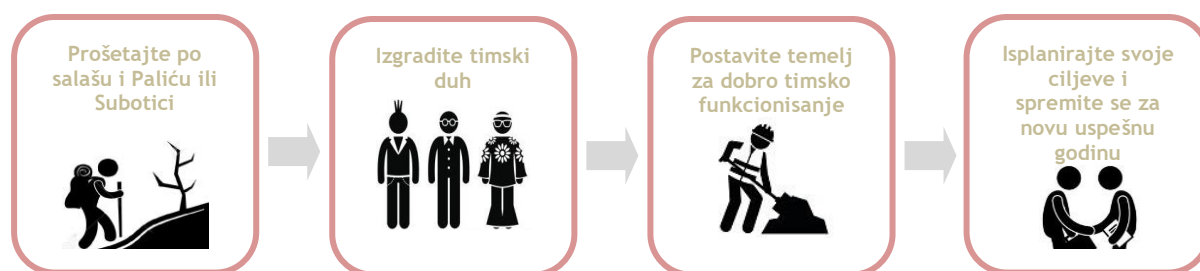 Prošetajte po
salašu i Paliću ili
Subotici
Izgradite timski
duh
Postavite temelj
za dobro timsko
funkcionisanje
Isplanirajte svoje
ciljeve i
spremite se za
novu uspešnu
godinu